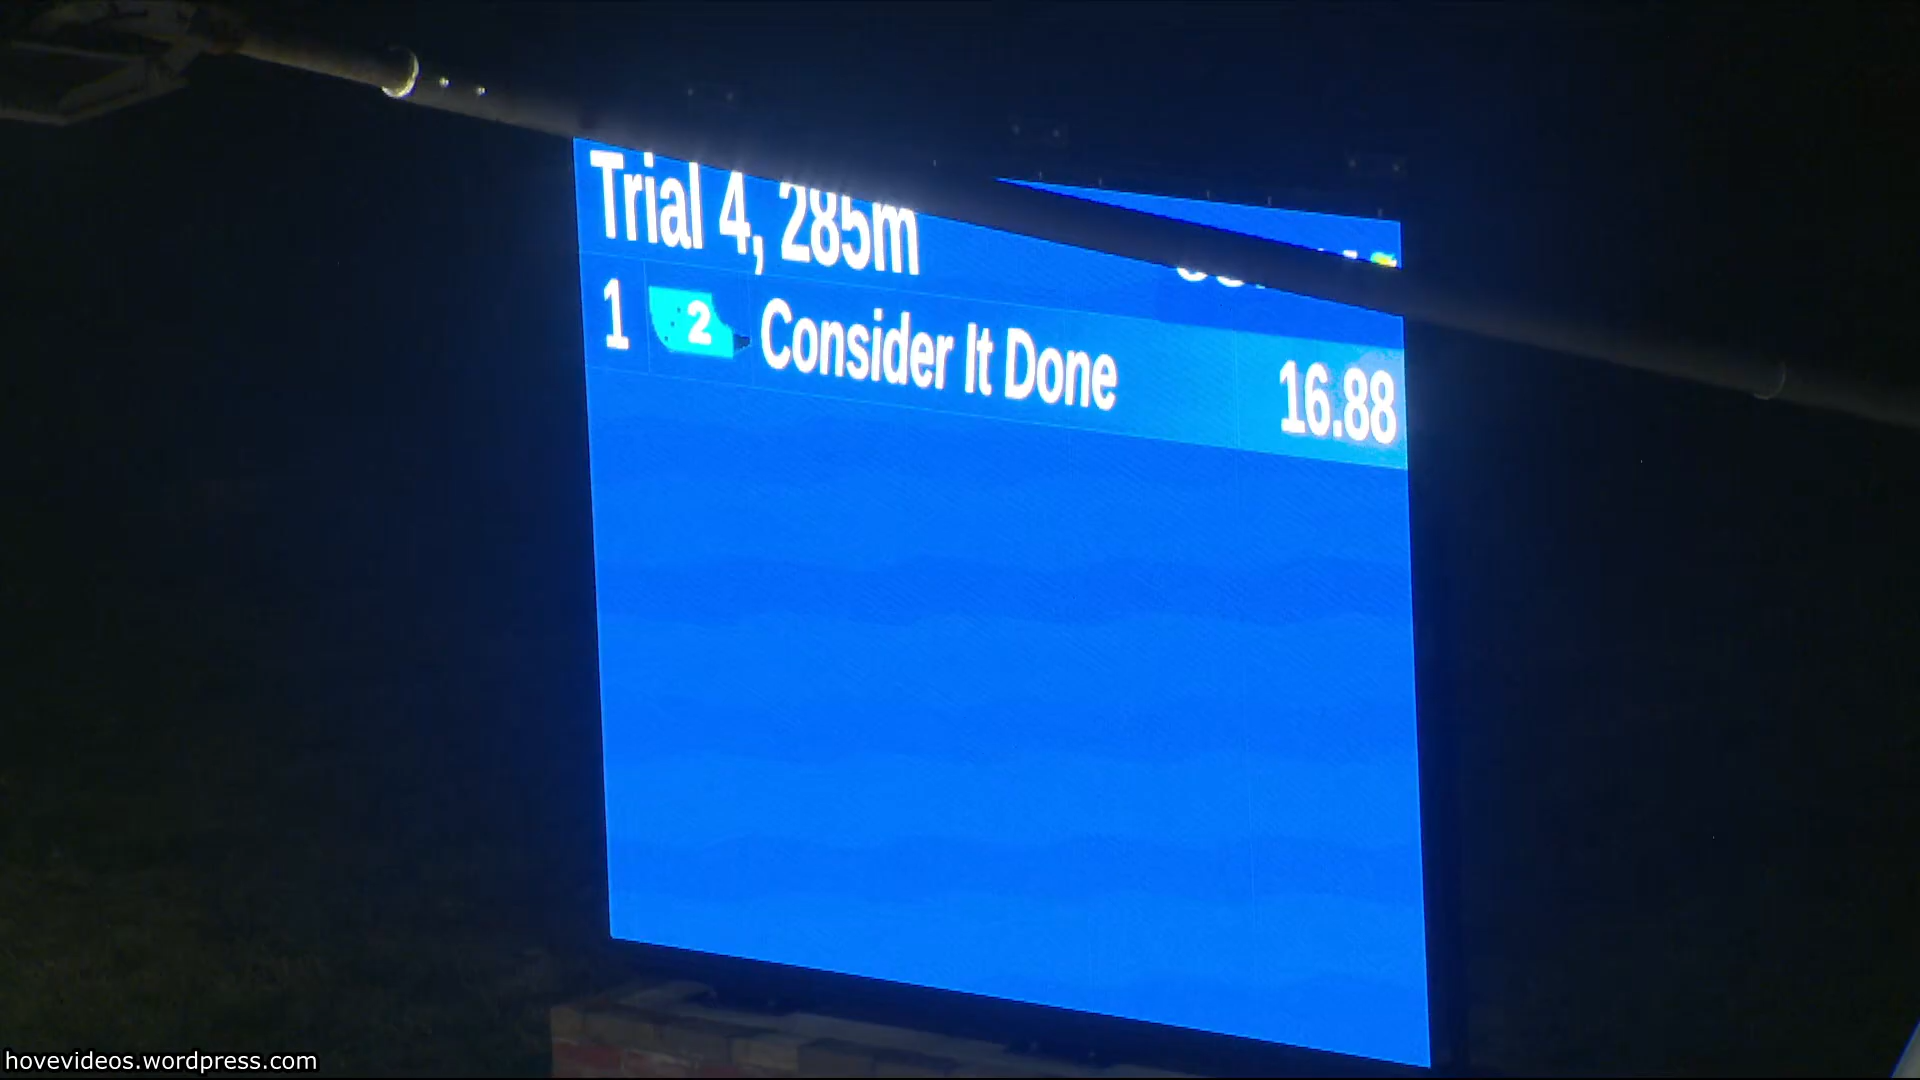 Trial 4, 285m
1 2 Consider It Done 16.88
hovevideos.wordpress.com